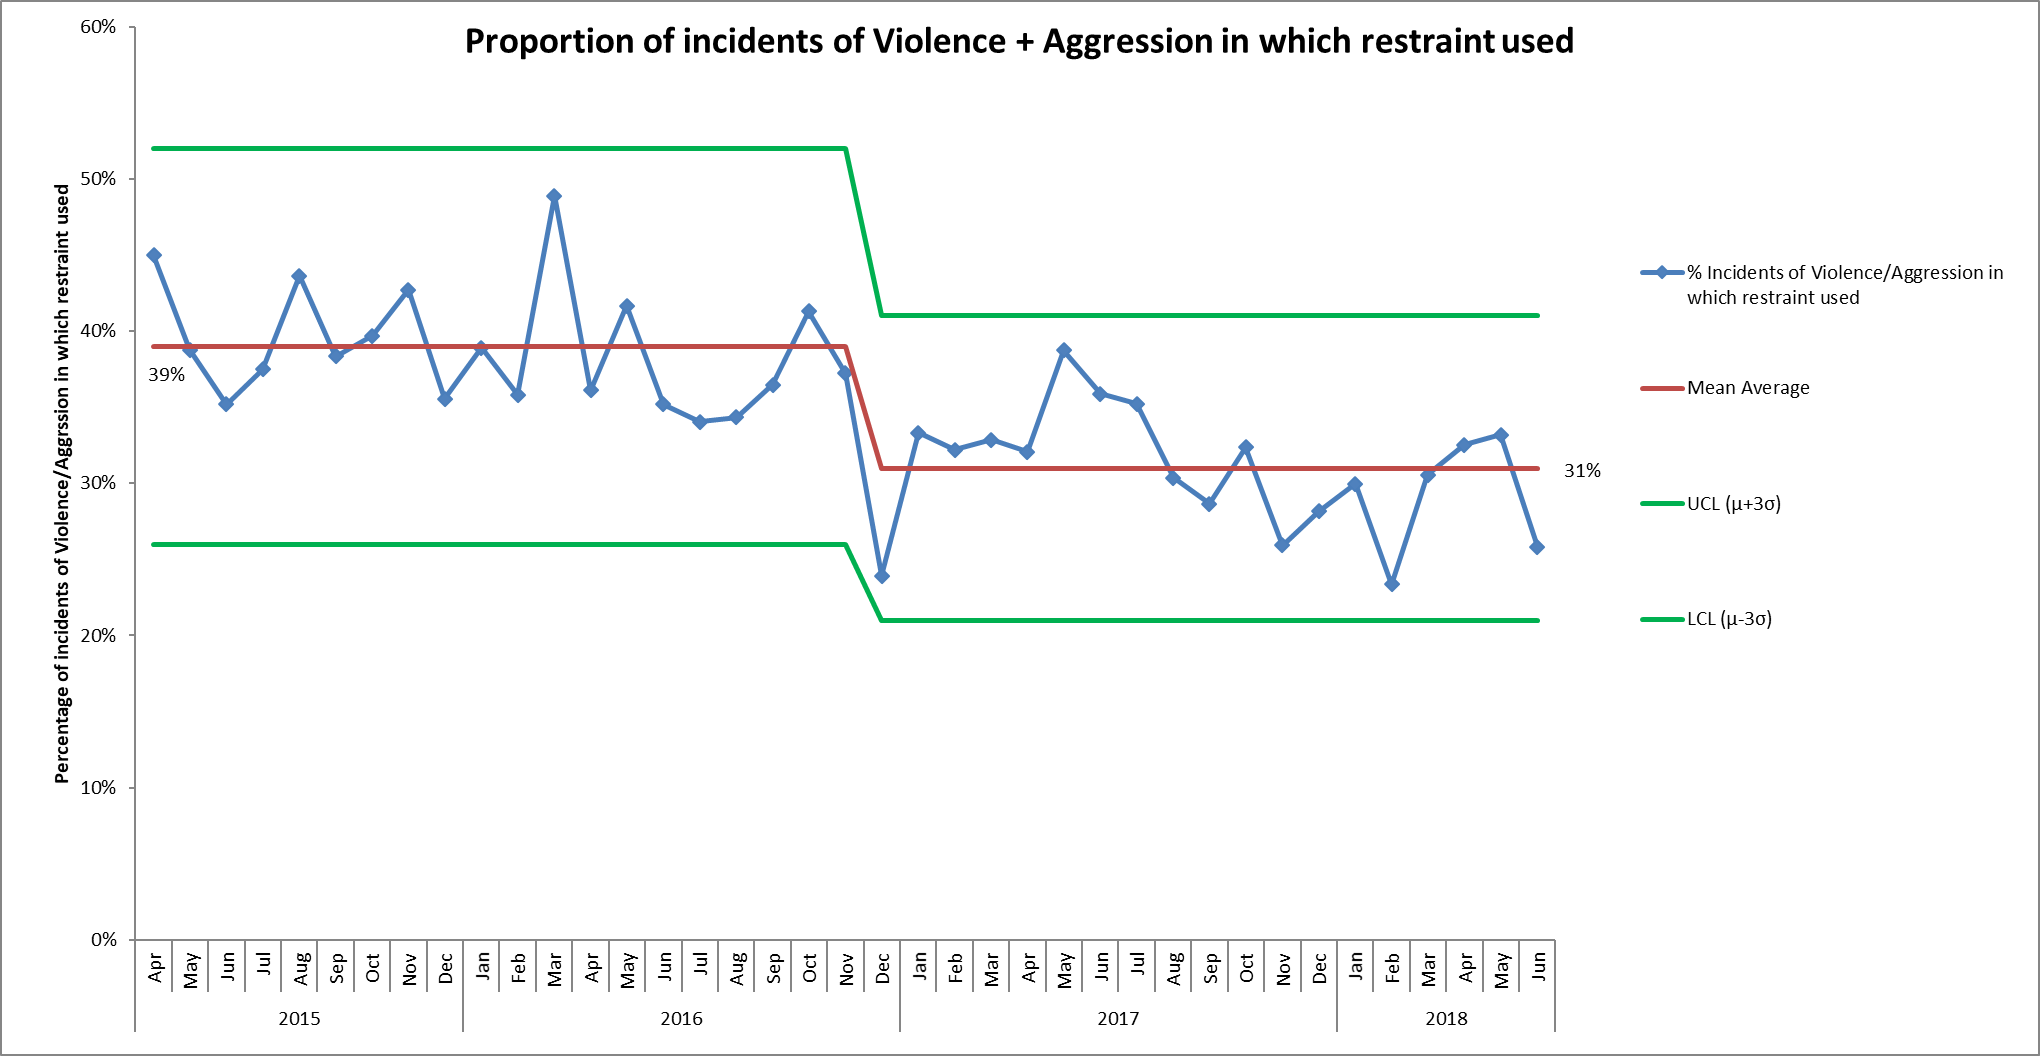 Proportion of incidents of Violence + Aggression in which restraint used
Percentage of incidents of Violence/Aggrssion in in which restraint used
60%
50%
40%
30%
20%
10%
0%
39%
31%
% Incidents of Violence/Aggression in
which restraint used
Mean Average
UCL (μ+3σ)
LCL (μ-3σ)
Apr May Jun Jul Aug Sep Oct Nov Dec Jan Feb Mar Apr May Jun Jul Aug Sep Oct Nov Dec Jan Feb Mar Apr May Jun Jul Aug Sep Oct Nov Dec Jan Feb Mar Apr May Jun
2015 2016 2017 2018